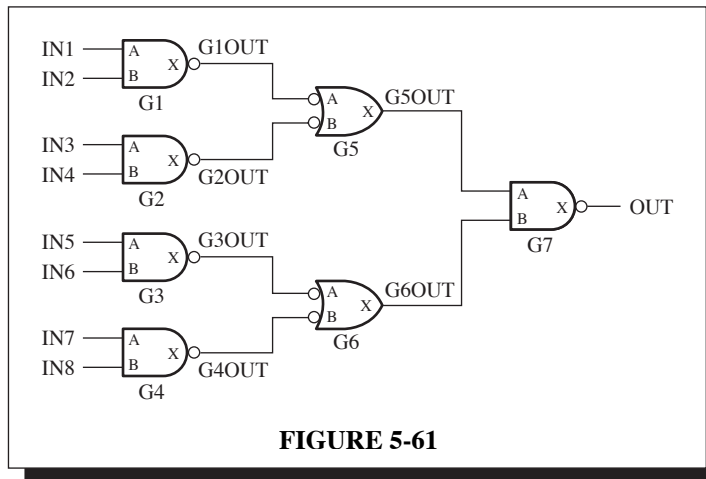 IN1 A X G1OUT
IN2 B
G1
A X G5OUT
B
G5
IN3 A X
IN4 B G2OUT
G2
A X OUT
B
G7
IN5 A X G3OUT
IN6 B
G3
A X G6OUT
B
G6
IN7 A X
IN8 B G4OUT
G4
FIGURE 5-61